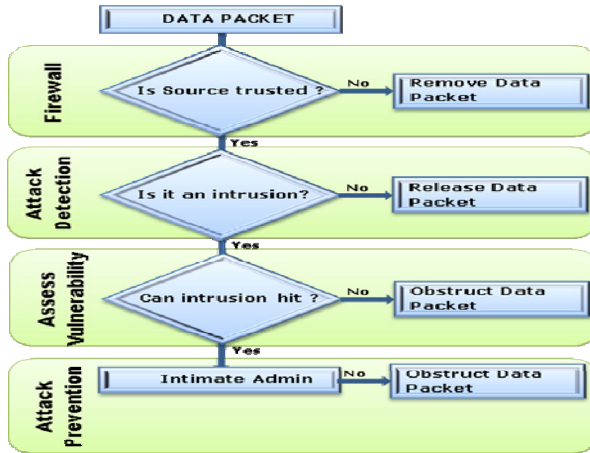 DATA PACKET
Firewall
Is Source trusted ?
No
Remove Data
Packet
Yes
Attack
Detection
Is it an intrusion?
No
Release Data
Packet
Yes
Assess
Vulnerability
Can intrusion hit ?
No
Obstruct Data
Packet
Yes
Attack
Prevention
Intimate Admin
No
Obstruct Data
Packet